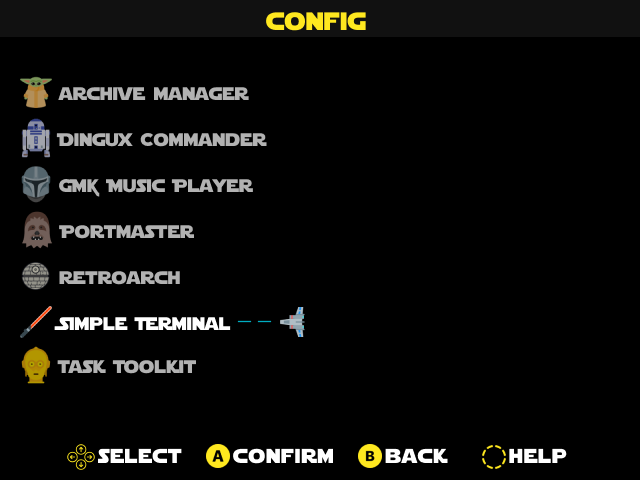 CONFIG
ARCHIVE MANAGER
DINGUX COMMANDER
GMK MUSIC PLAYER
PORTMASTER
RETROARCH
SIMPLE TERMINAL
TASK TOOLKIT
SELECT A CONFIRM B BACK HELP